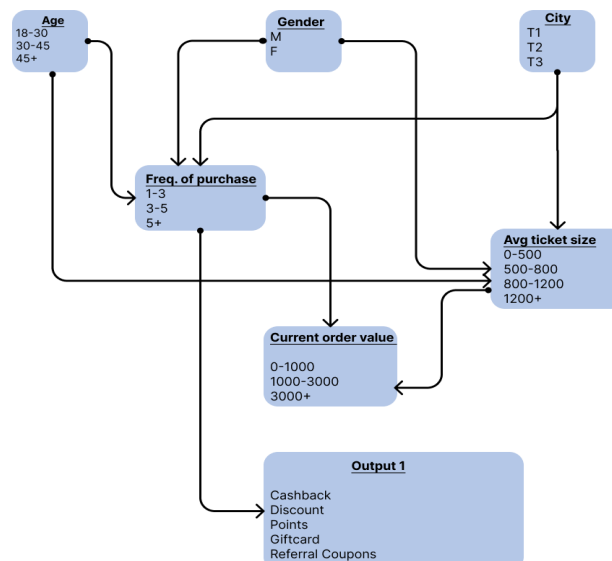 Age
18-30
30-45
45+
Gender
M
F
City
T1
T2
T3
Freq. of purchase
1-3
3-5
5+
Avg ticket size
0-500
500-800
800-1200
1200+
Current order value
0-1000
1000-3000
3000+
Output 1
Cashback
Discount
Points
Giftcard
Referral Coupons